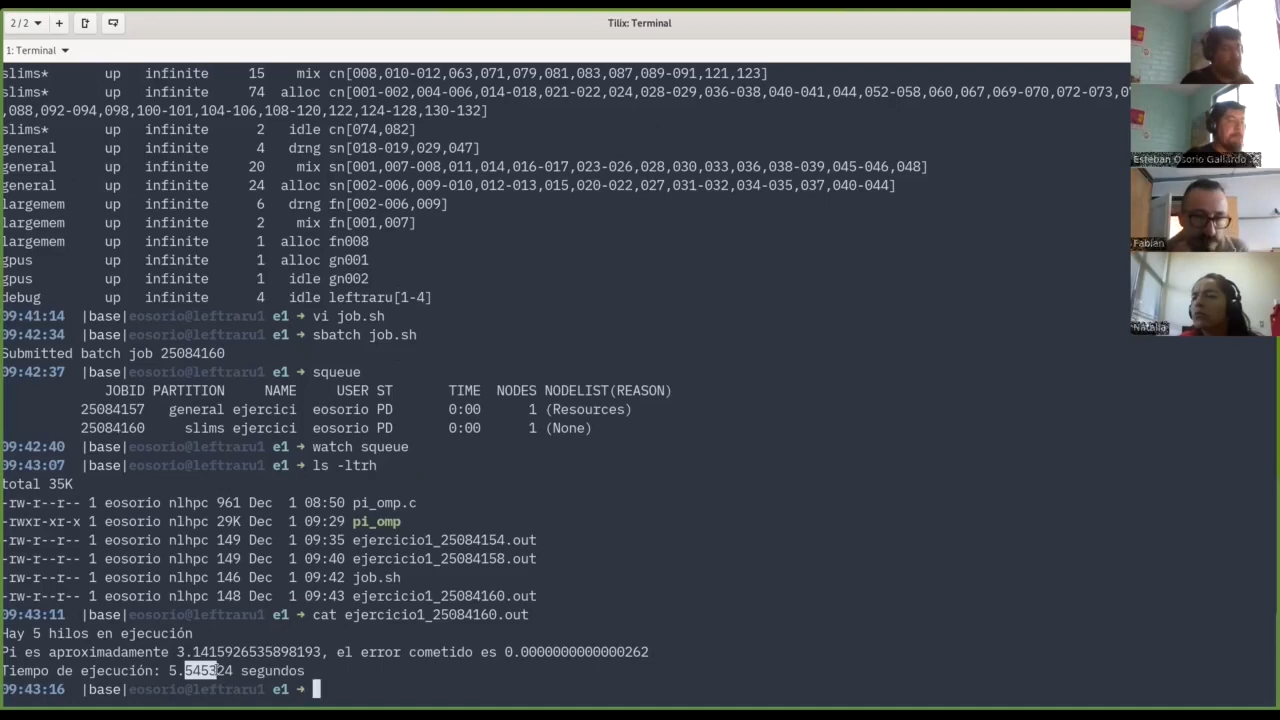 2/2
Tilix: Terminal
1: Terminal
slims* up infinite 15 mix cn[008,010-012,063,071,079,081,083,087,089-091,121,123]
slims* up infinite 74 alloc cn[001-002,004-006,014-018,021-022,024,028-029,036-038,040-041,044,052-058,060,067,069-070,072-073,0
,088,092-094,098,100-101,104-106,108-120,122,124-128,130-132]
slims* up infinite 2 idle cn[074,082]
general up infinite 4 drng sn[018-019,029,047]
general up infinite 20 mix sn[001,007-008,011,014,016-017,023-026,028,030,033,036,038-039,045-046,048]
general up infinite 24 alloc sn[002-006,009-010,012-013,015,020-022,027,031-032,034-035,037,040-044]
largemem up infinite 6 drng fn[002-006,009]
largemem up infinite 2 mix fn[001,007]
largemem up infinite 1 alloc fn008
gpus up infinite 1 alloc gn001
gpus up infinite 1 idle gn002
debug up infinite 4 idle leftraru[1-4]
09:41:14 |base|eosorio@leftraru1 e1 → vi job.sh
09:42:34 |base|eosorio@leftraru1 e1 → sbatch job.sh
Submitted batch job 25084160
09:42:37 |base|eosorio@leftraru1 e1 → squeue
JOBID PARTITION NAME USER ST TIME NODES NODELIST(REASON)
25084157 general ejercici eosorio PD 0:00 1 (Resources)
25084160 slims ejercici eosorio PD 0:00 1 (None)
09:42:40 |base|eosorio@leftraru1 e1 → watch squeue
09:43:07 |base|eosorio@leftraru1 e1 → ls -ltrh
total 35K
-rw-r--r-- 1 eosorio nlhpc 961 Dec 1 08:50 pi_omp.c
-rwxr-xr-x 1 eosorio nlhpc 29K Dec 1 09:29 pi_omp
-rw-r--r-- 1 eosorio nlhpc 149 Dec 1 09:35 ejercicio1_25084154.out
-rw-r--r-- 1 eosorio nlhpc 149 Dec 1 09:40 ejercicio1_25084158.out
-rw-r--r-- 1 eosorio nlhpc 146 Dec 1 09:42 job.sh
-rw-r--r-- 1 eosorio nlhpc 148 Dec 1 09:43 ejercicio1_25084160.out
09:43:11 |base|eosorio@leftraru1 e1 → cat ejercicio1_25084160.out
Hay 5 hilos en ejecución
Pi es aproximadamente 3.1415926535898193, el error cometido es 0.0000000000000262
Tiempo de ejecución: 5.545324 segundos
09:43:16 |base|eosorio@leftraru1 e1 →
Esteban Osorio Gallardo
Fabian
Natalia